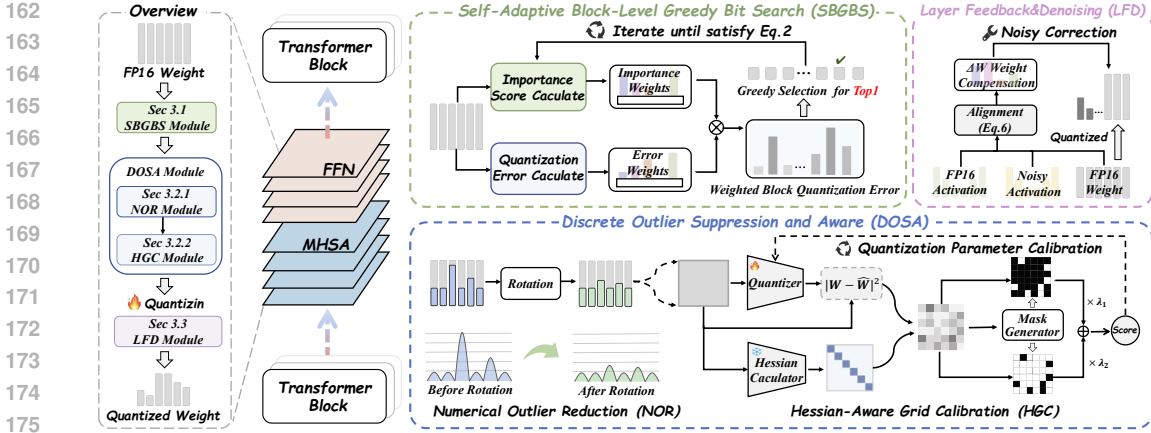 162
163
164
165
166
167
168
169
170
171
172
173
174
175
Overview
FP16 Weight
Sec 3.1
SBGBS Module
DOSA Module
Sec 3.2.1
NOR Module
Sec 3.2.2
HGC Module
Quantizin
Sec 3.3
LFD Module
Quantized Weight
Transformer
Block
FFN
MHSA
Transformer
Block
Self-Adaptive Block-Level Greedy Bit Search (SBGBS)
Iterate until satisfy Eq.2
Importance
Score Caculate
Importance
Weights
Greedy Selection for Top1
Quantization
Error Caculate
Error
Weights
Weighted Block Quantization Error
Layer Feedback&Denoising (LFD)
Noisy Correction
ΔW Weight
Compensation
Alignment
(Eq.6)
Quantized
FP16
Activation
Noisy
Activation
FP16
Weight
Discrete Outlier Suppression and Aware (DOSA)
Quantization Parameter Calibration
Rotation
Quantizer
|W − Ŵ|²
Hessian
Caculator
Mask
Generator
× λ₁
× λ₂
Score
Before Rotation
After Rotation
Numerical Outlier Reduction (NOR)
Hessian-Aware Grid Calibration (HGC)